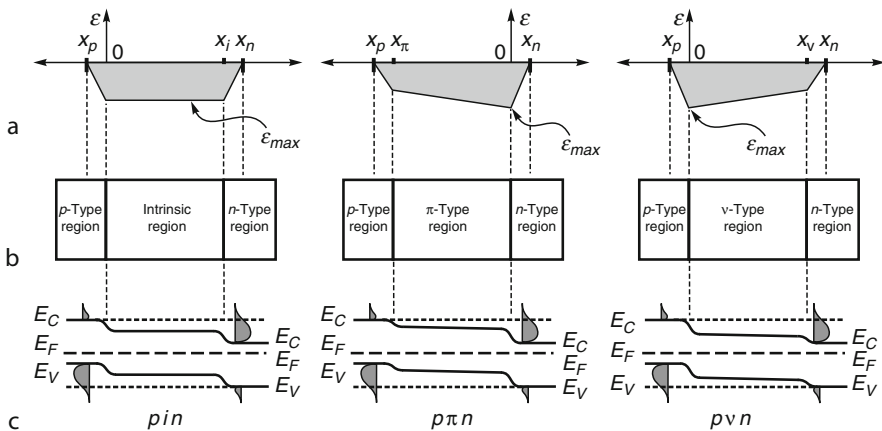 ε ε ε
x_p x_i x_n x_p x_π x_n x_p x_ν x_n
0 0 0
a
ε_max ε_max ε_max
p-Type region Intrinsic region n-Type region p-Type region π-Type region n-Type region p-Type region ν-Type region n-Type region
b
E_C E_C E_C
E_C E_C E_C
E_F E_F E_F
E_F E_F E_F
E_V E_V E_V
E_V E_V E_V
c pin pπn pνn